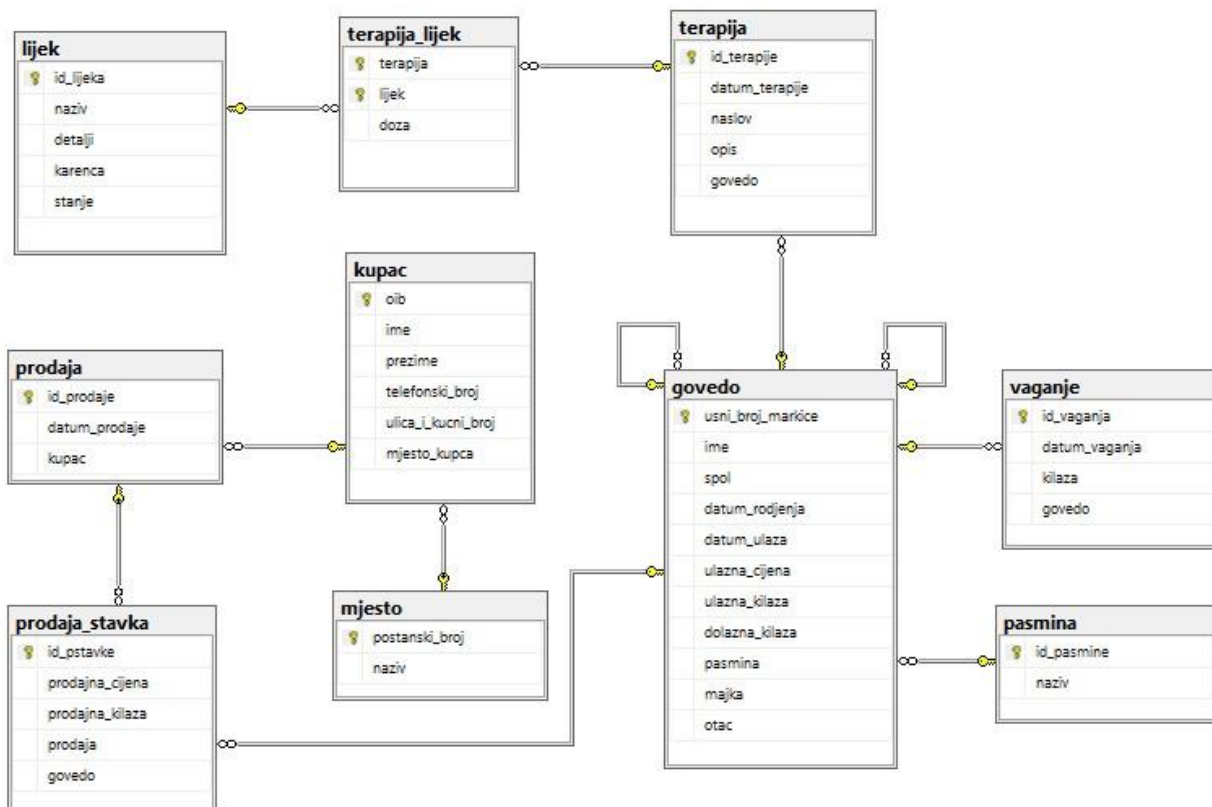 lijek
id_lijeka
naziv
detalji
karenca
stanje
terapija_lijek
terapija
lijek
doza
terapija
id_terapije
datum_terapije
naslov
opis
govedo
kupac
oib
ime
prezime
telefonski_broj
ulica_i_kucni_broj
mjesto_kupca
prodaja
id_prodaje
datum_prodaje
kupac
govedo
usni_broj_markice
ime
spol
datum_rodjenja
datum_ulaza
ulazna_cijena
ulazna_kilaza
dolazna_kilaza
pasmina
majka
otac
vaganje
id_vaganja
datum_vaganja
kilaza
govedo
prodaja_stavka
id_pstavke
prodajna_cijena
prodajna_kilaza
prodaja
govedo
mjesto
postanski_broj
naziv
pasmina
id_pasmine
naziv